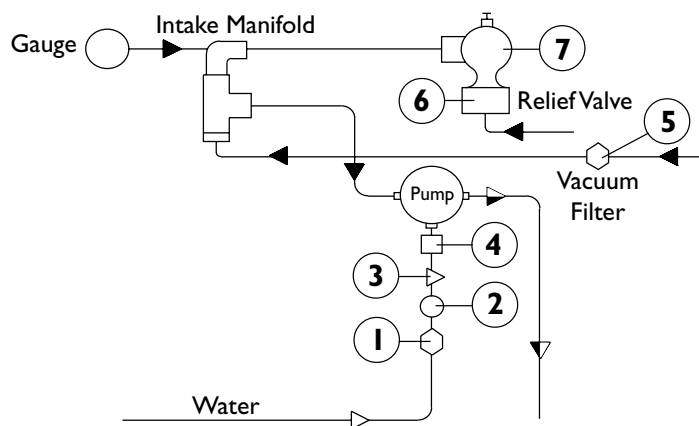 Intake Manifold
Gauge
7
6
Relief Valve
5
Vacuum
Filter
Pump
4
3
2
1
Water